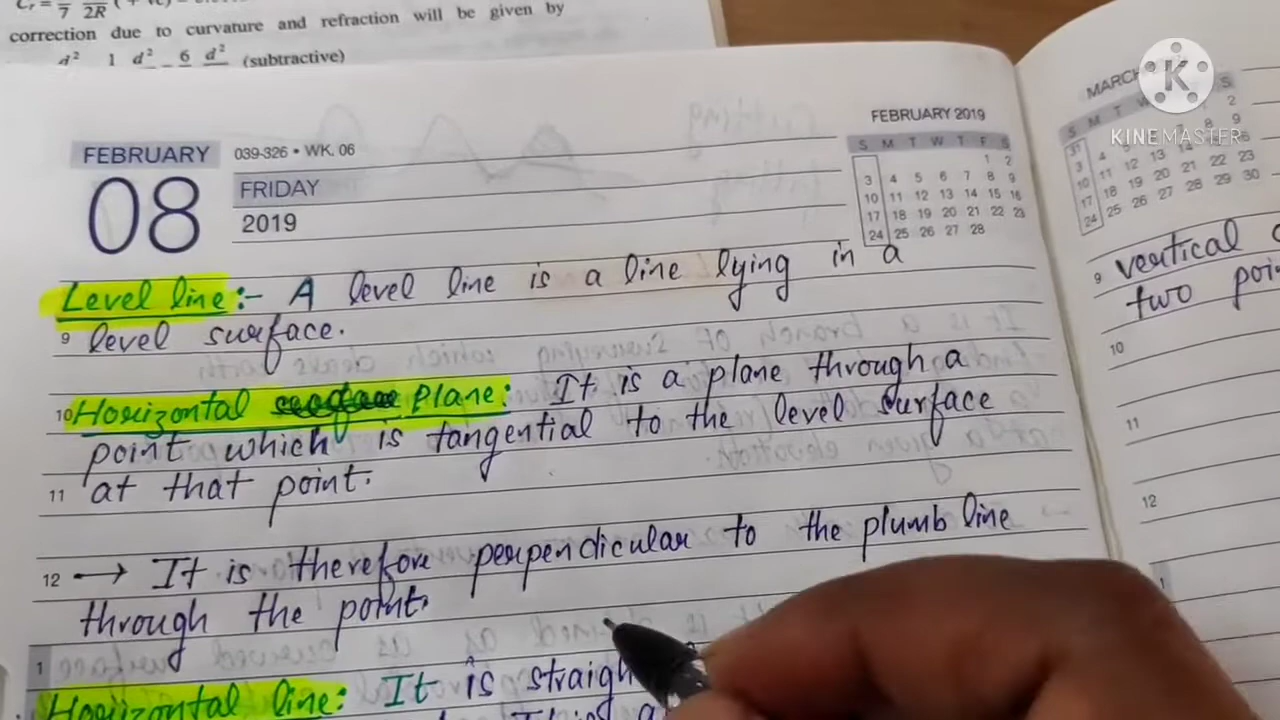 correction due to curvature and refraction will be given by
(subtractive)
FEBRUARY
08
039-326 • WK. 06
FRIDAY
2019
FEBRUARY 2019
S M T W T F S
1 2
3 4 5 6 7 8 9
10 11 12 13 14 15 16
17 18 19 20 21 22 23
24 25 26 27 28
Level line:- A level line is a line lying in a
9 level surface.
10 Horizontal Plane: It is a plane through a
point which is tangential to the level surface
11 at that point.
12 → It is therefore perpendicular to the plumb line
through the point.
1
Horizontal line: It is straigh
MARCH
9 vertical
two poin
10
11
12
1
KINEMASTER